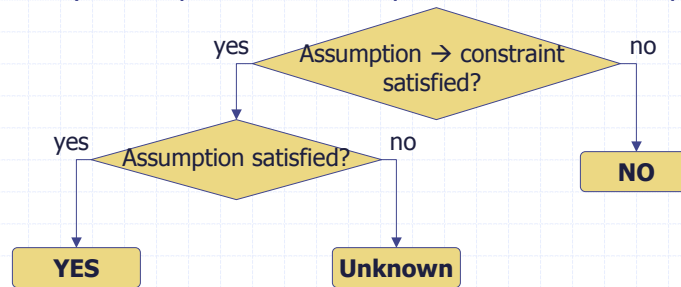 yes
Assumption → constraint
satisfied?
no
yes
Assumption satisfied?
no
NO
YES
Unknown